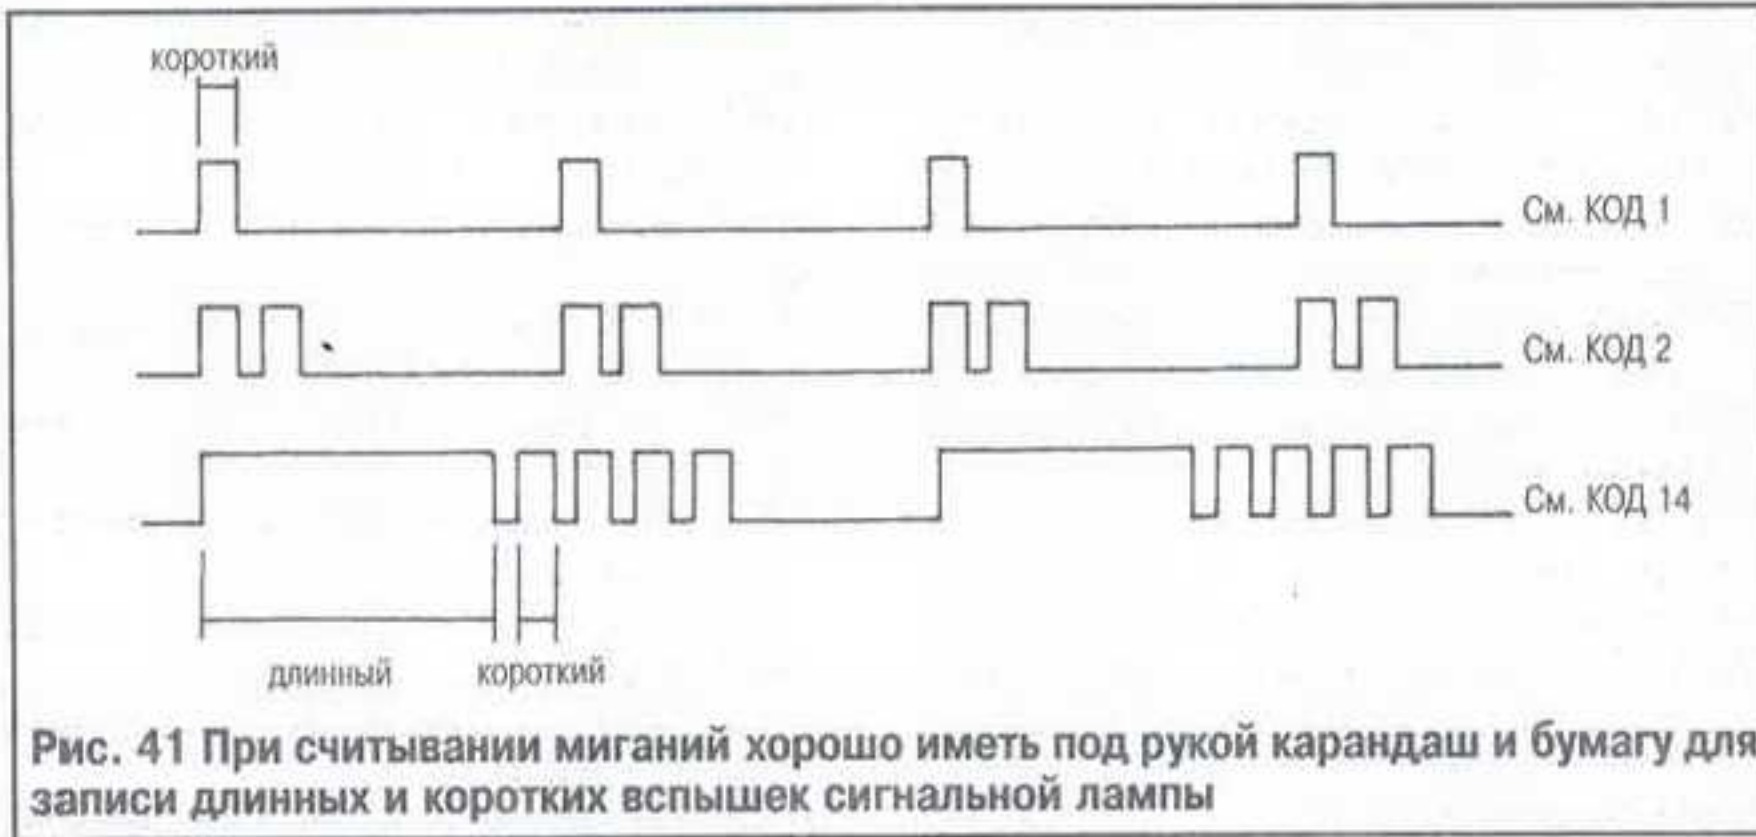 короткий
См. КОД 1
См. КОД 2
См. КОД 14
длинный короткий
Рис. 41 При считывании миганий хорошо иметь под рукой карандаш и бумагу для
записи длинных и коротких вспышек сигнальной лампы